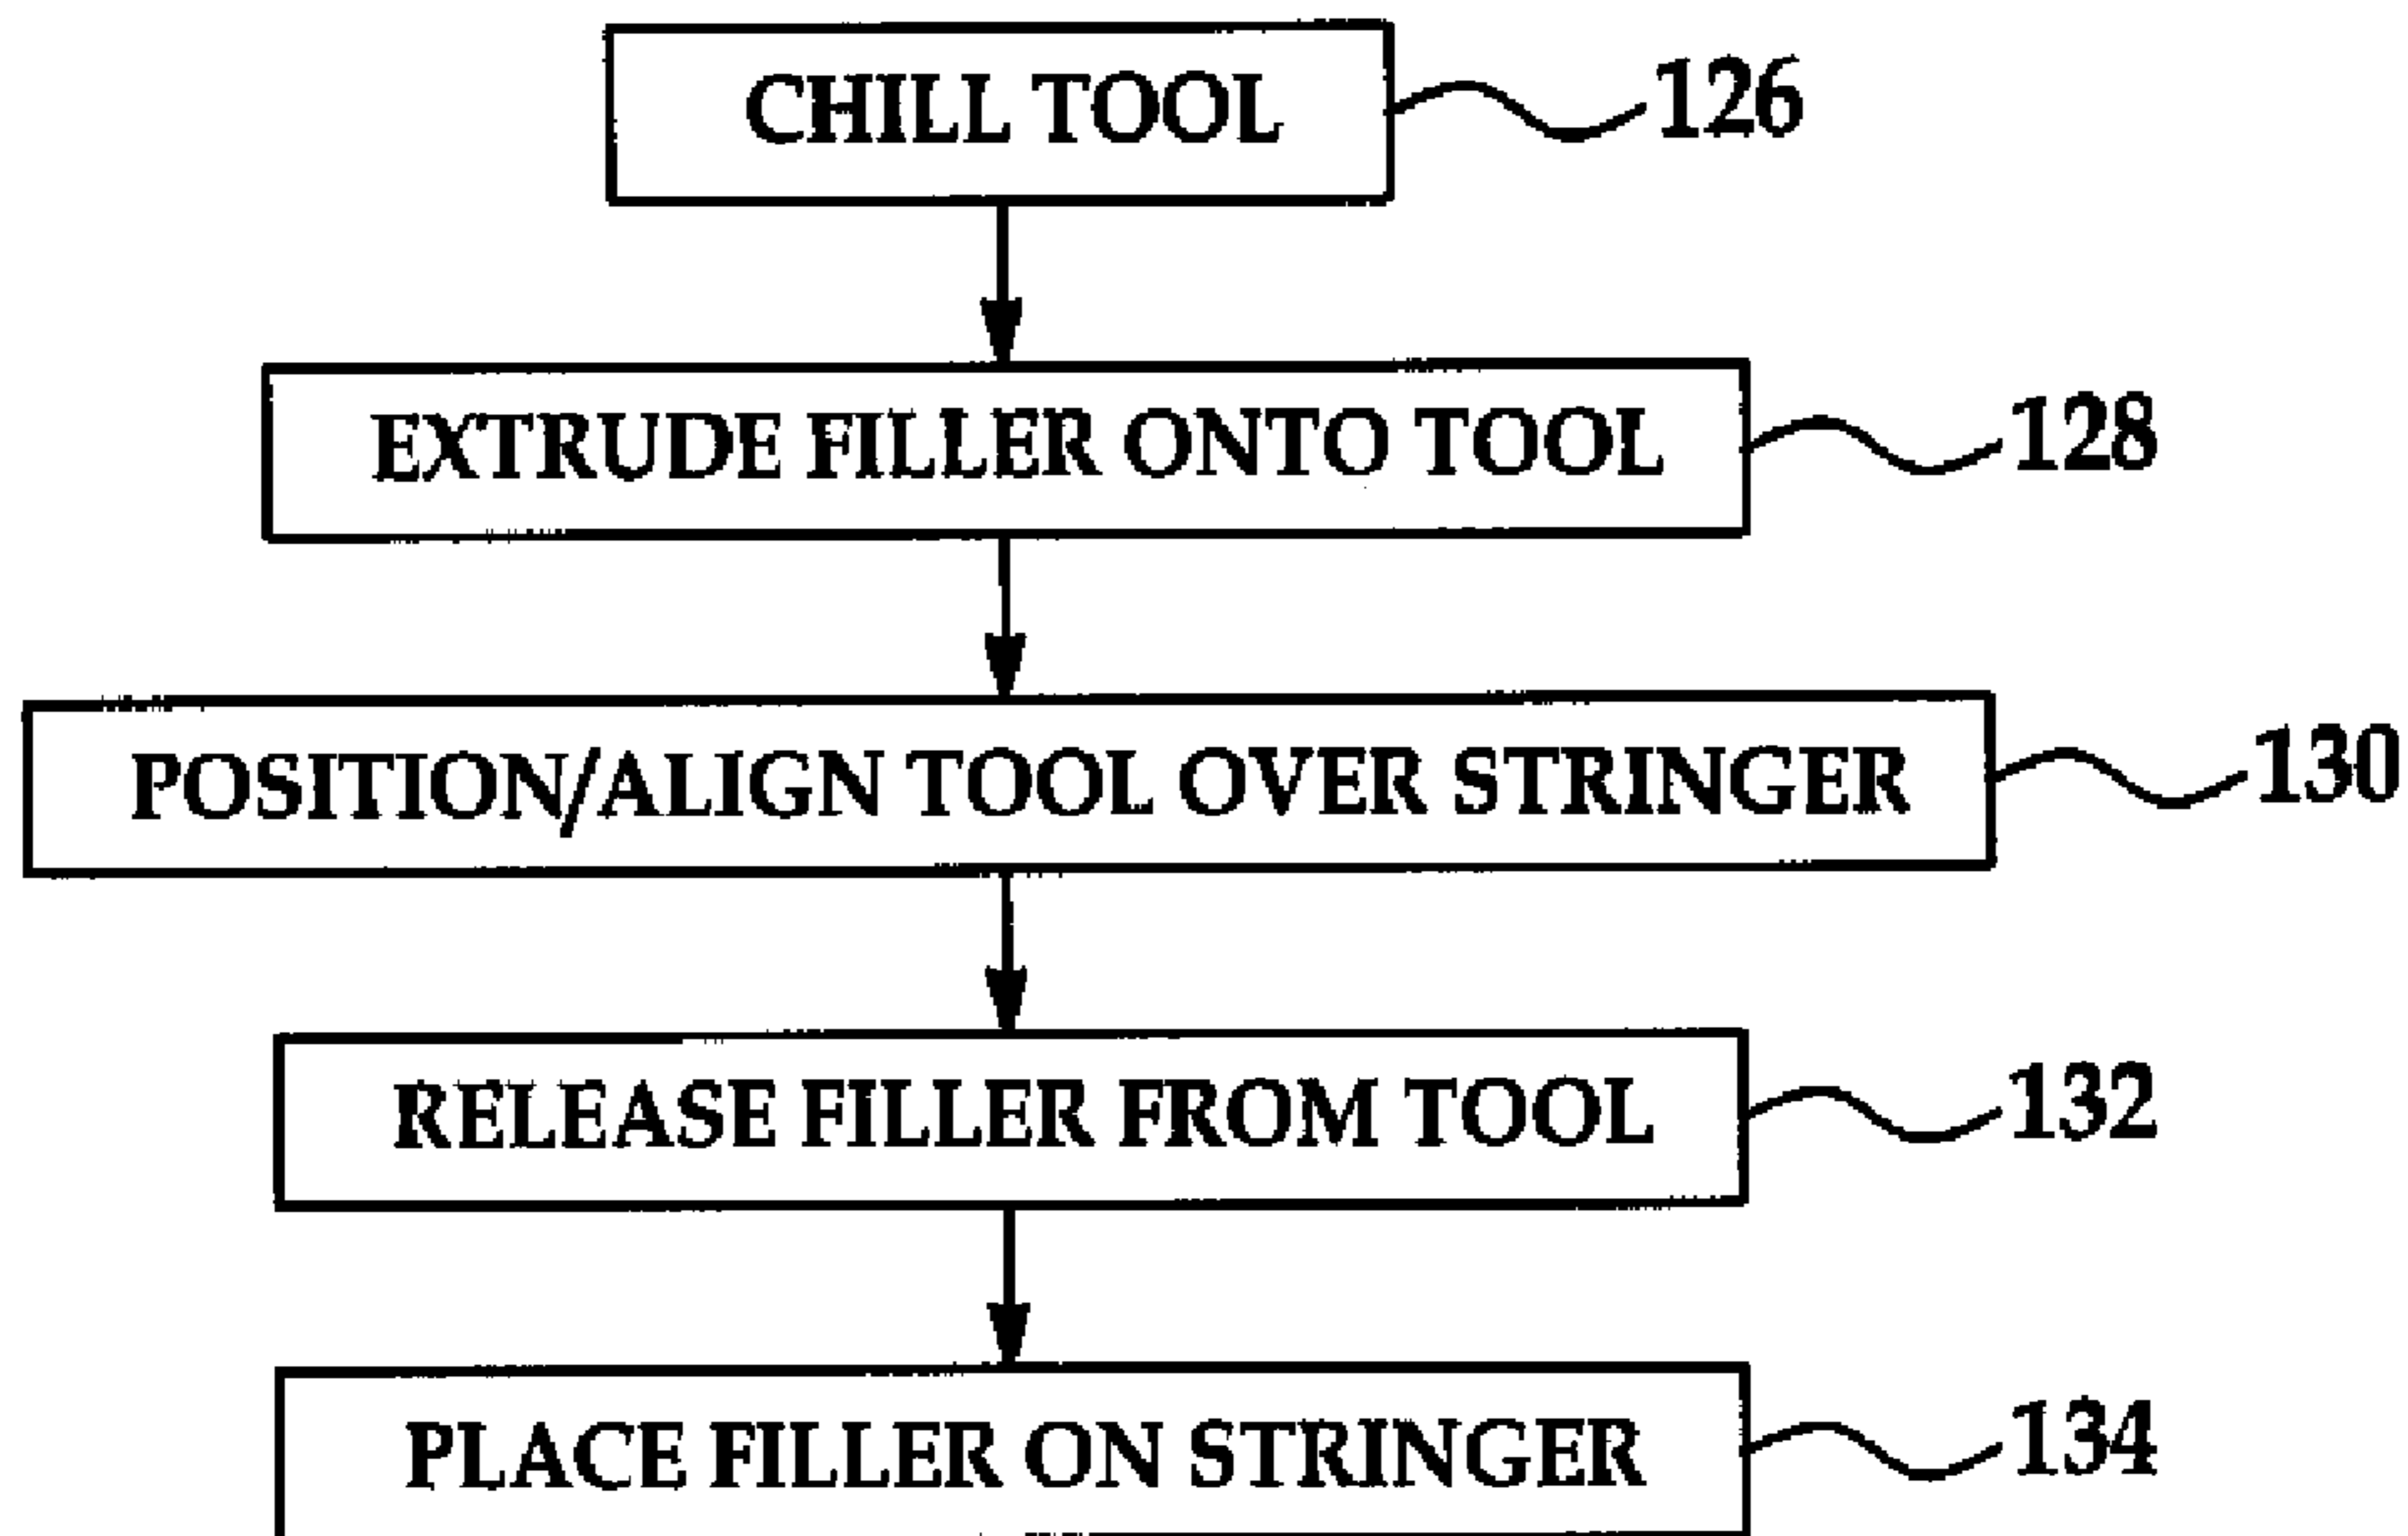 CHILL TOOL 126
EXTRUDE FILLER ONTO TOOL 128
POSITION/ALIGN TOOL OVER STRINGER 130
RELEASE FILLER FROM TOOL 132
PLACE FILLER ON STRINGER 134